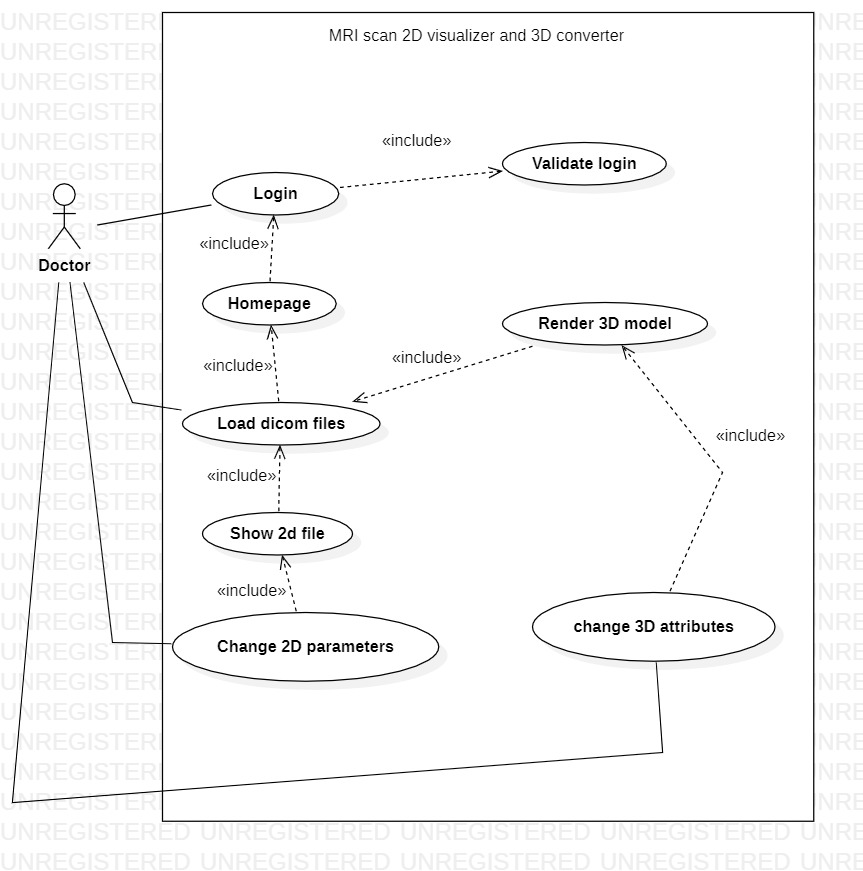 MRI scan 2D visualizer and 3D converter
«include»
Validate login
Login
«include»
Doctor
Homepage
Render 3D model
«include»
«include»
Load dicom files
«include»
«include»
Show 2d file
«include»
change 3D attributes
Change 2D parameters
UNREGISTERED UNREGISTERED UNREGISTERED UNREGISTERED
UNREGISTERED UNREGISTERED UNREGISTERED UNREGISTERED